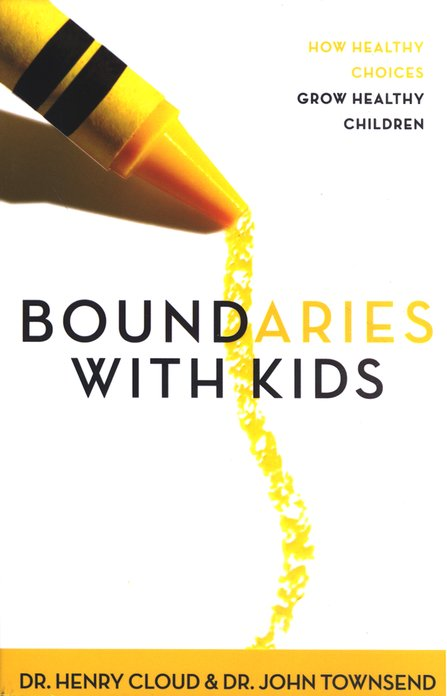 HOW HEALTHY
CHOICES
GROW HEALTHY
CHILDREN
BOUNDARIES
WITH KIDS
DR. HENRY CLOUD & DR. JOHN TOWNSEND